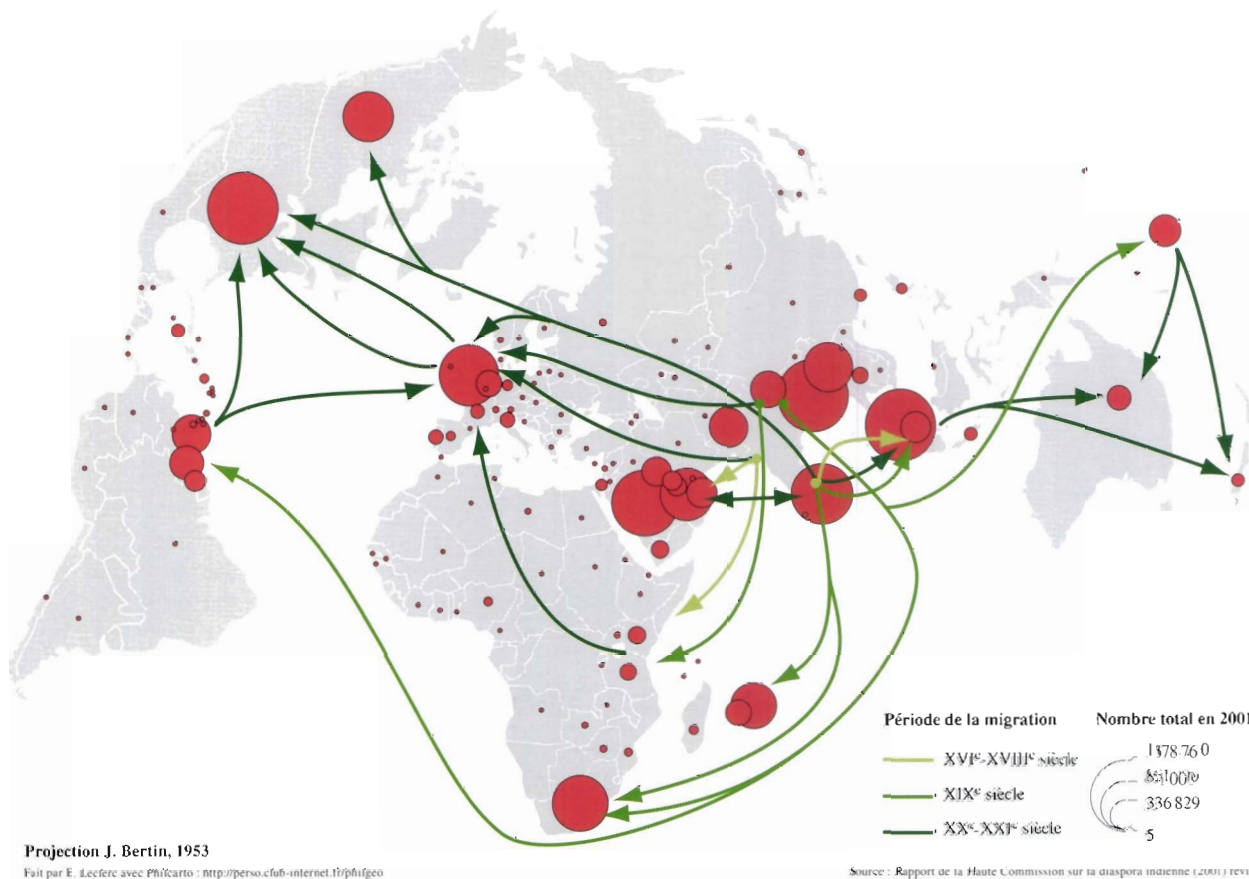 Période de la migration
Nombre total en 2001
XVIᵉ-XVIIIᵉ siècle
XIXᵉ siècle
XXᵉ-XXIᵉ siècle
336 829
5
Projection J. Bertin, 1953
Fait par E. Leclerc avec Philcarto : http://perso.club-internet.fr/philgeo
Source : Rapport de la Haute Commission sur la diaspora indienne (2001)